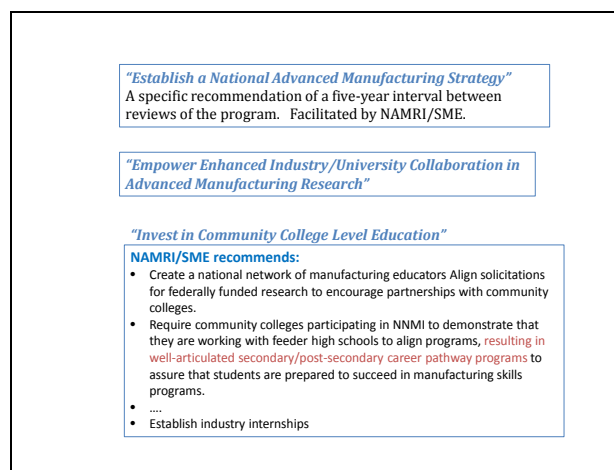 “Establish a National Advanced Manufacturing Strategy”
A specific recommendation of a five-year interval between
reviews of the program. Facilitated by NAMRI/SME.
“Empower Enhanced Industry/University Collaboration in
Advanced Manufacturing Research”
“Invest in Community College Level Education”
NAMRI/SME recommends:
• Create a national network of manufacturing educators Align solicitations
for federally funded research to encourage partnerships with community
colleges.
• Require community colleges participating in NNMI to demonstrate that
they are working with feeder high schools to align programs, resulting in
well-articulated secondary/post-secondary career pathway programs to
assure that students are prepared to succeed in manufacturing skills
programs.
• ....
• Establish industry internships